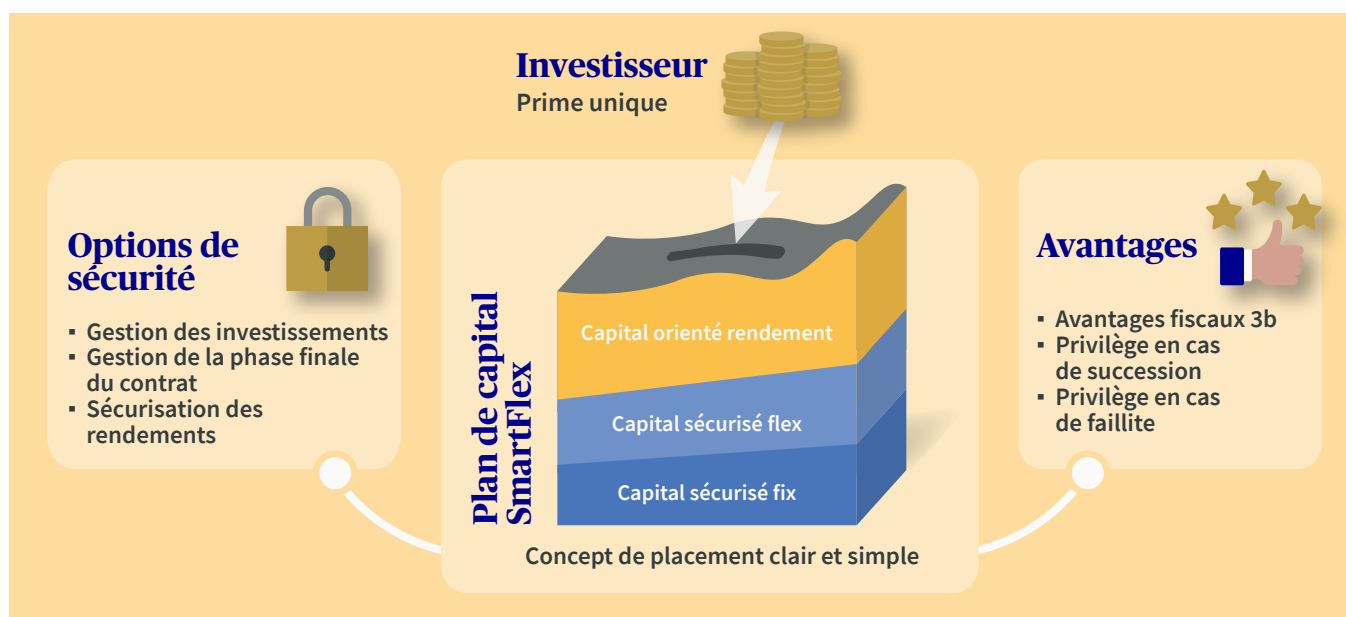 Investisseur
Prime unique
Options de
sécurité
▪ Gestion des investissements
▪ Gestion de la phase finale
du contrat
▪ Sécurisation des
rendements
Plan de capital
SmartFlex
Capital orienté rendement
Capital sécurisé flex
Capital sécurisé fix
Concept de placement clair et simple
Avantages
▪ Avantages fiscaux 3b
▪ Privilège en cas
de succession
▪ Privilège en cas
de faillite